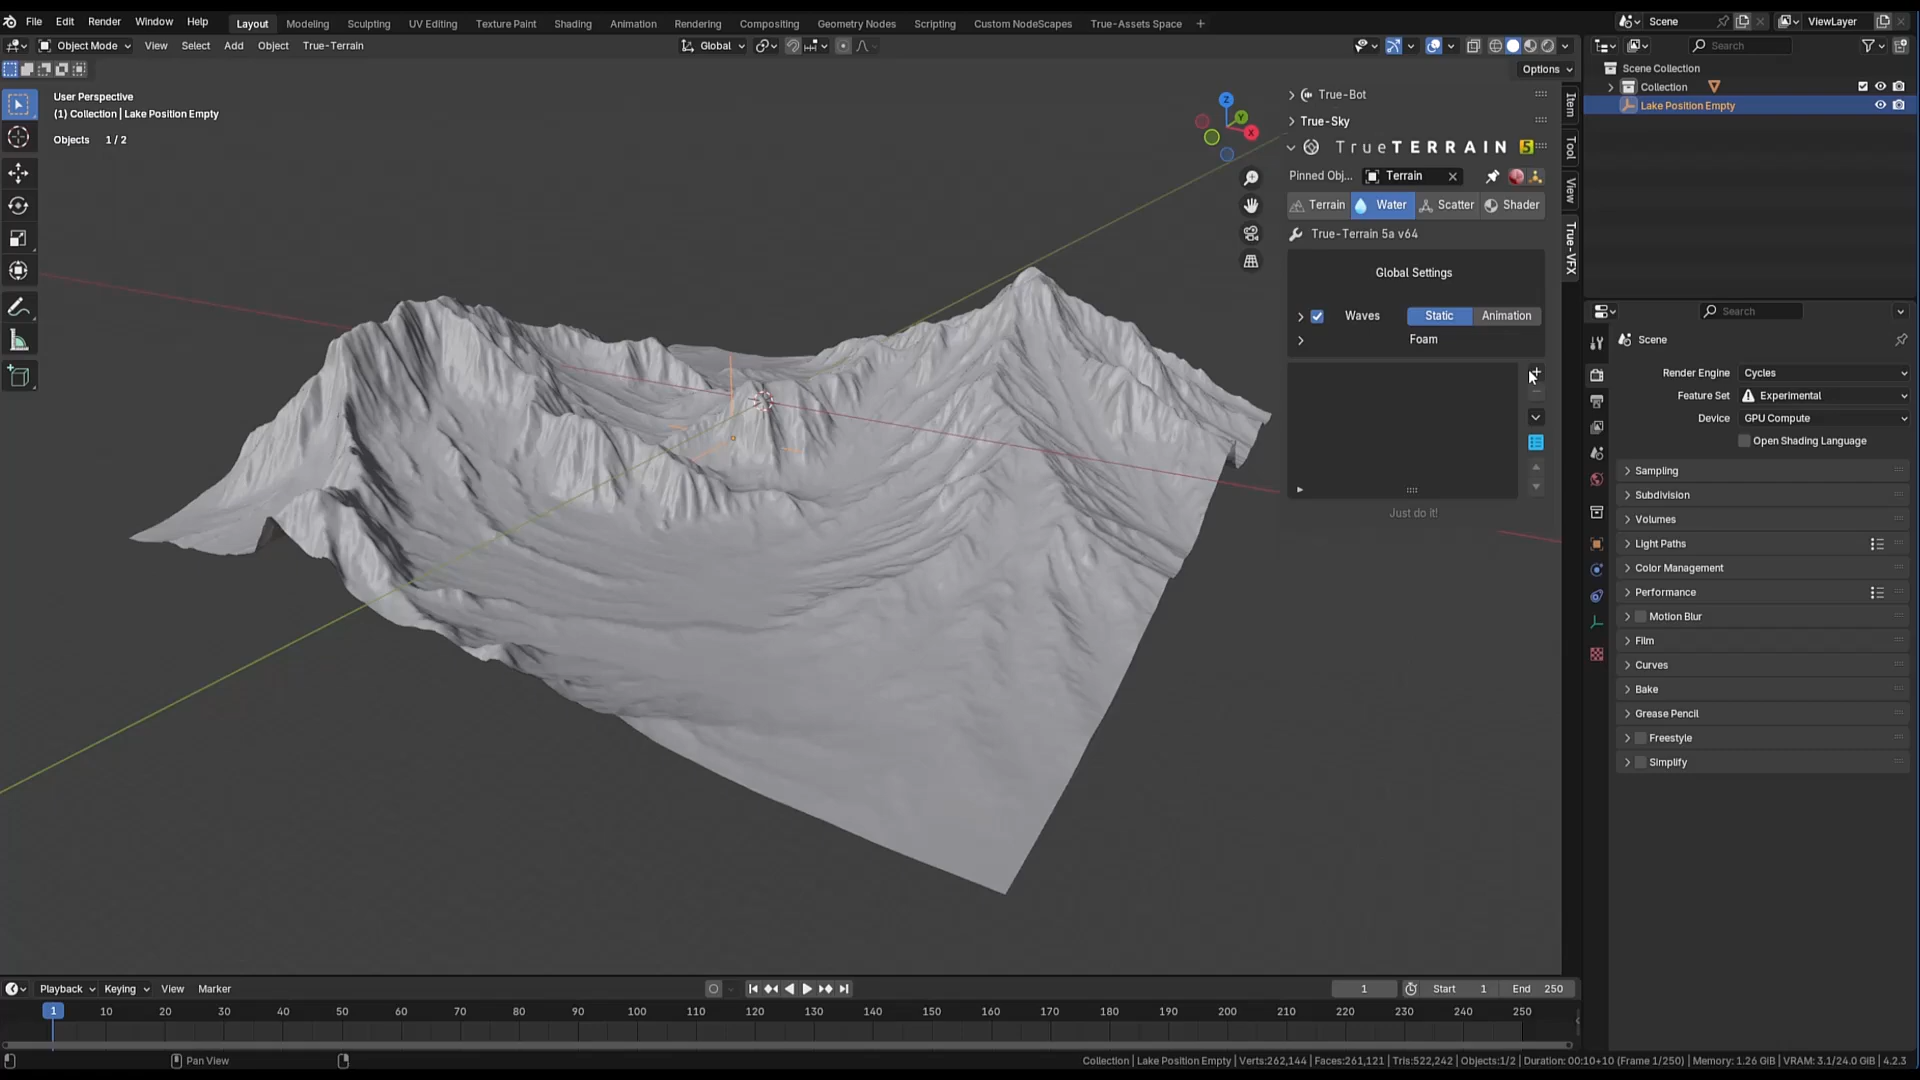 File Edit Render Window Help Layout Modeling Sculpting UV Editing Texture Paint Shading Animation Rendering Compositing Geometry Nodes Scripting Custom NodeScapes True-Assets Space + Scene ViewLayer
Object Mode View Select Add Object True-Terrain Global Search
Options
User Perspective
(1) Collection | Lake Position Empty
Objects 1 / 2
Z
Y
X
True-Bot
True-Sky
TrueTERRAIN 5
Pinned Obj... Terrain
Terrain Water Scatter Shader
True-Terrain 5a v64
Global Settings
Waves Static Animation
Foam
Just do it!
Item
Tool
View
True-VFX
Scene Collection
Collection
Lake Position Empty
Search
Scene
Render Engine Cycles
Feature Set Experimental
Device GPU Compute
Open Shading Language
Sampling
Subdivision
Volumes
Light Paths
Color Management
Performance
Motion Blur
Film
Curves
Bake
Grease Pencil
Freestyle
Simplify
Playback Keying View Marker 1 Start 1 End 250
1 10 20 30 40 50 60 70 80 90 100 110 120 130 140 150 160 170 180 190 200 210 220 230 240 250
Pan View Collection | Lake Position Empty | Verts:262,144 | Faces:261,121 | Tris:522,242 | Objects:1/2 | Duration: 00:10+10 (Frame 1/250) | Memory: 1.26 GiB | VRAM: 3.1/24.0 GiB | 4.2.3